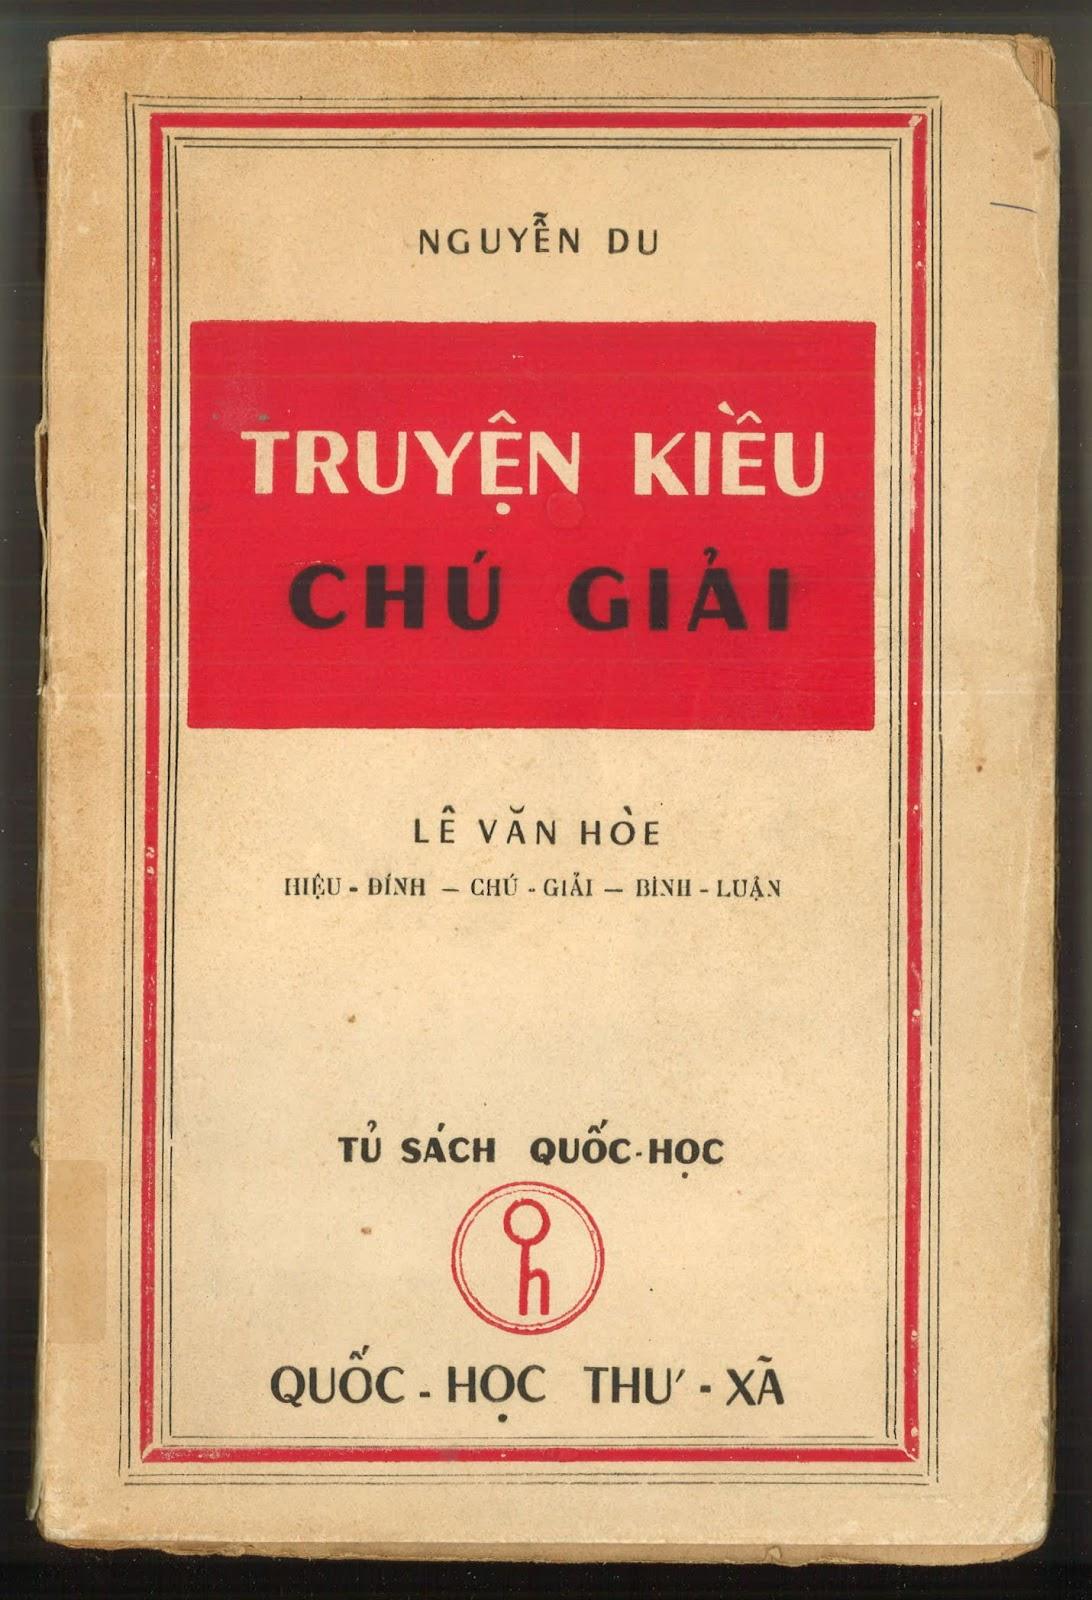 NGUYỄN DU
TRUYỆN KIỀU
CHÚ GIẢI
LÊ VĂN HÒE
HIỆU - ĐÍNH — CHÚ - GIẢI — BÌNH - LUẬN
TỦ SÁCH QUỐC-HỌC
Qh
QUỐC - HỌC THƯ - XÃ